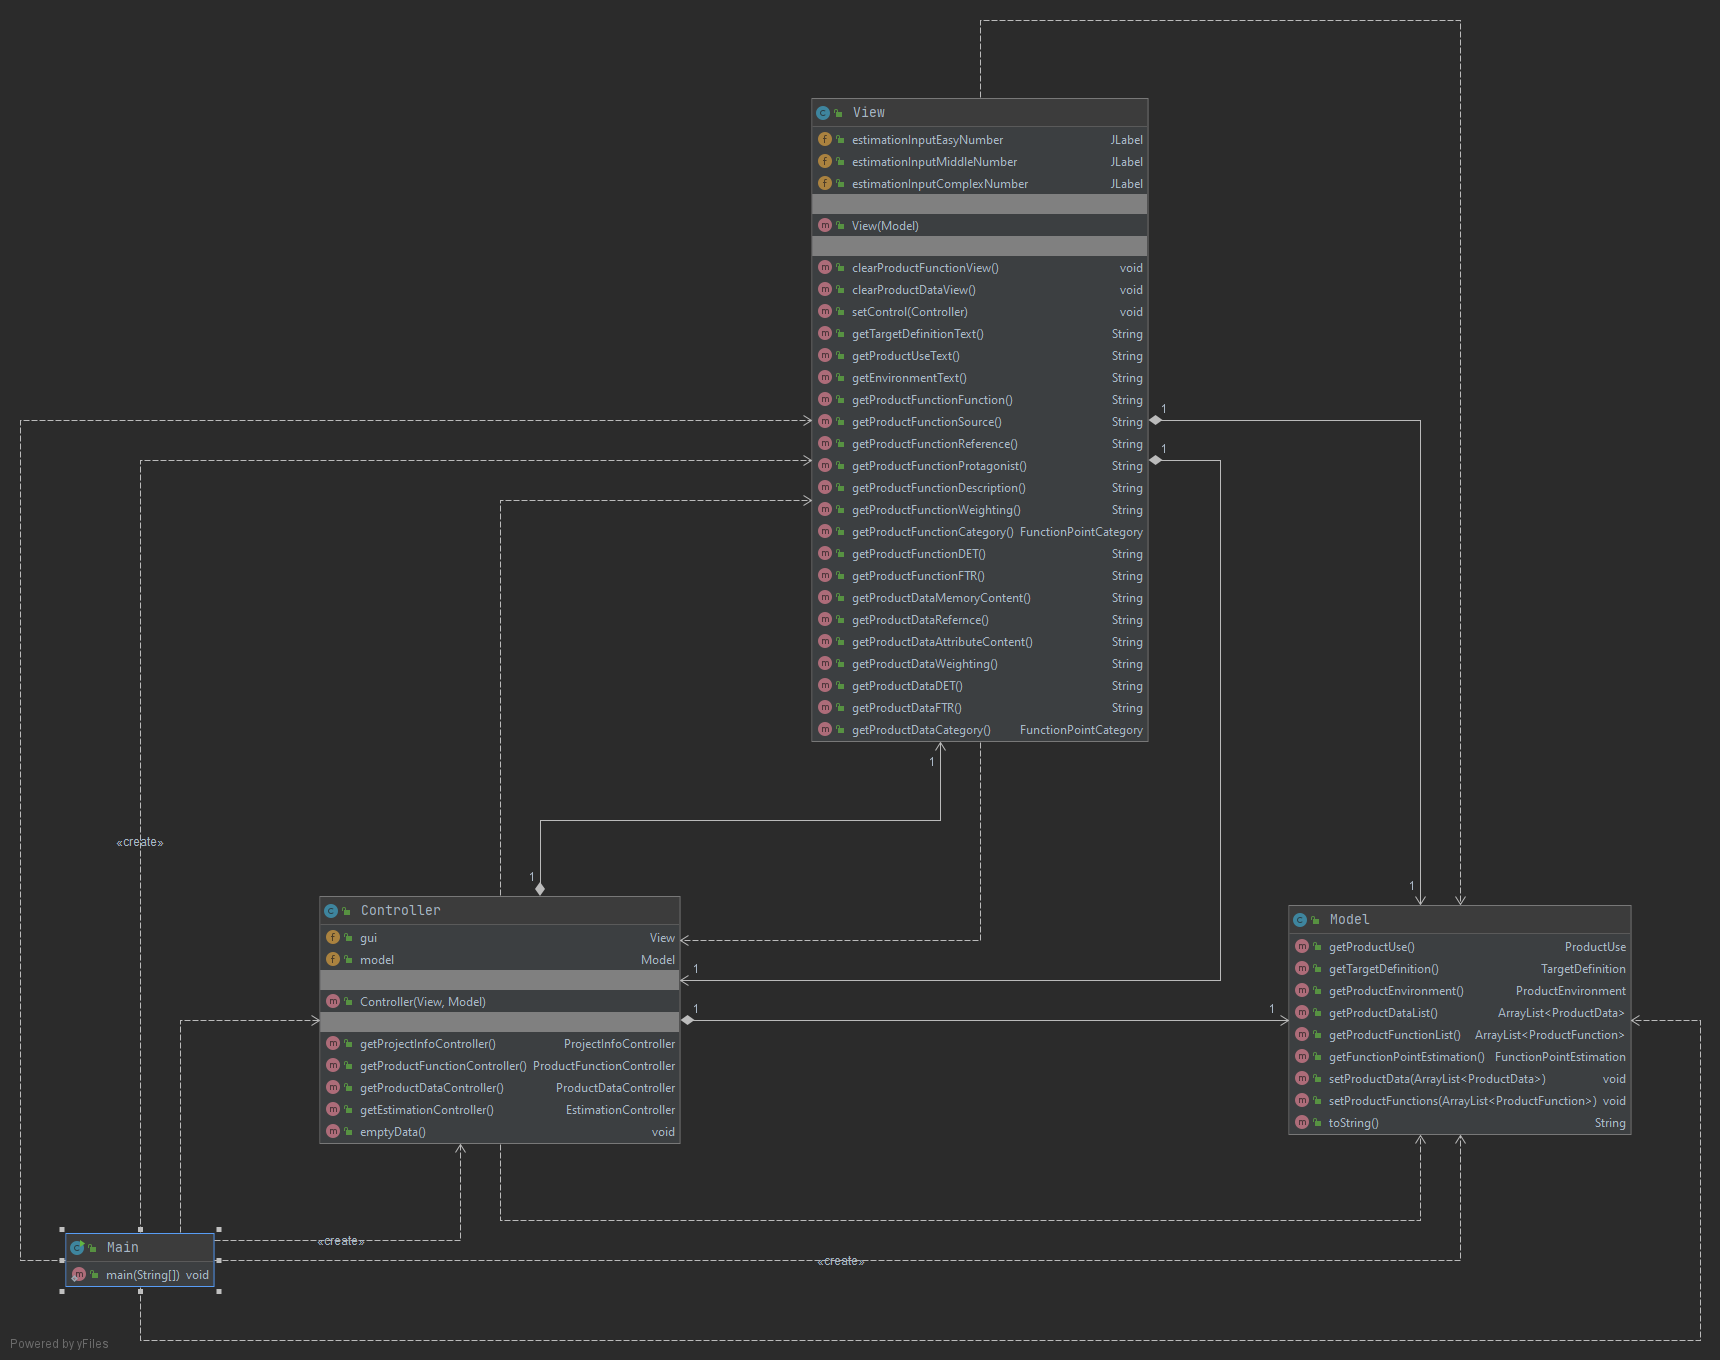 View
estimationInputEasyNumber JLabel
estimationInputMiddleNumber JLabel
estimationInputComplexNumber JLabel
View(Model)
clearProductFunctionView() void
clearProductDataView() void
setControl(Controller) void
getTargetDefinitionText() String
getProductUseText() String
getEnvironmentText() String
getProductFunctionFunction() String
getProductFunctionSource() String
getProductFunctionReference() String
getProductFunctionProtagonist() String
getProductFunctionDescription() String
getProductFunctionWeighting() String
getProductFunctionCategory() FunctionPointCategory
getProductFunctionDET() String
getProductFunctionFTR() String
getProductDataMemoryContent() String
getProductDataRefernce() String
getProductDataAttributeContent() String
getProductDataWeighting() String
getProductDataDET() String
getProductDataFTR() String
getProductDataCategory() FunctionPointCategory
1
1
1
«create»
1
1
Controller
gui View
model Model
Controller(View, Model)
getProjectInfoController() ProjectInfoController
getProductFunctionController() ProductFunctionController
getProductDataController() ProductDataController
getEstimationController() EstimationController
emptyData() void
1
1
1
Model
getProductUse() ProductUse
getTargetDefinition() TargetDefinition
getProductEnvironment() ProductEnvironment
getProductDataList() ArrayList<ProductData>
getProductFunctionList() ArrayList<ProductFunction>
getFunctionPointEstimation() FunctionPointEstimation
setProductData(ArrayList<ProductData>) void
setProductFunctions(ArrayList<ProductFunction>) void
toString() String
Main
main(String[]) void
«create»
«create»
Powered by yFiles